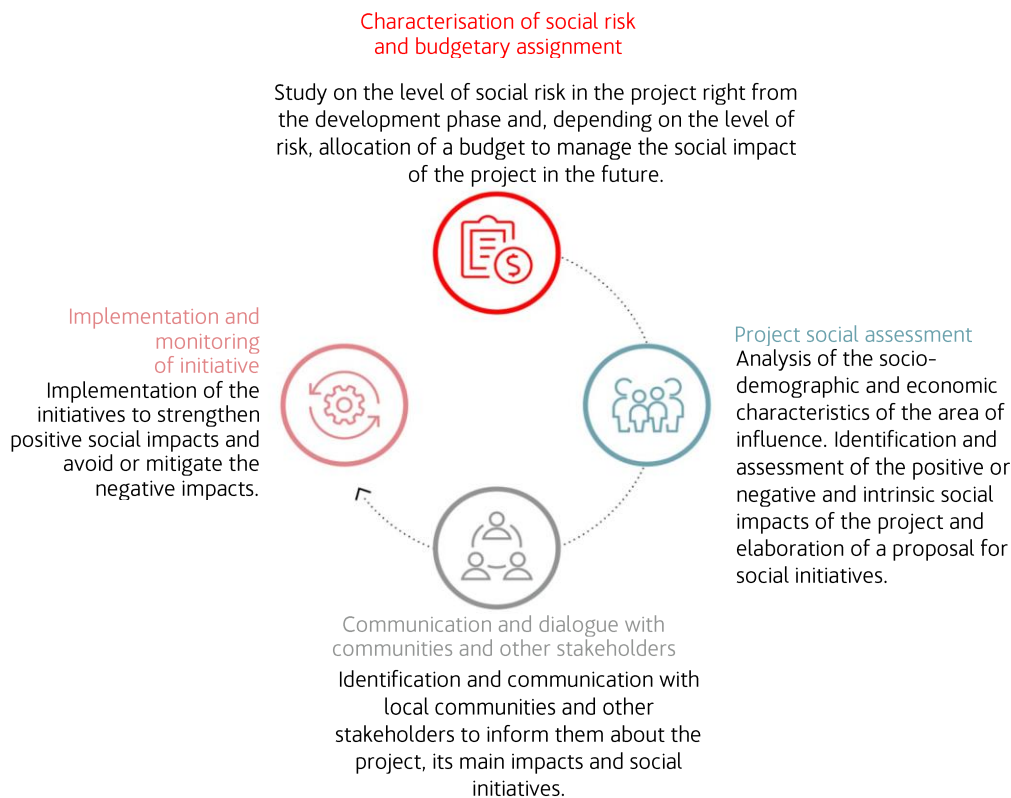 Characterisation of social risk
and budgetary assignment
Study on the level of social risk in the project right from
the development phase and, depending on the level of
risk, allocation of a budget to manage the social impact
of the project in the future.
$
Project social assessment
Analysis of the socio-
demographic and economic
characteristics of the area of
influence. Identification and
assessment of the positive or
negative and intrinsic social
impacts of the project and
elaboration of a proposal for
social initiatives.
Communication and dialogue with
communities and other stakeholders
Identification and communication with
local communities and other
stakeholders to inform them about the
project, its main impacts and social
initiatives.
Implementation and
monitoring
of initiative
Implementation of the
initiatives to strengthen
positive social impacts and
avoid or mitigate the
negative impacts.